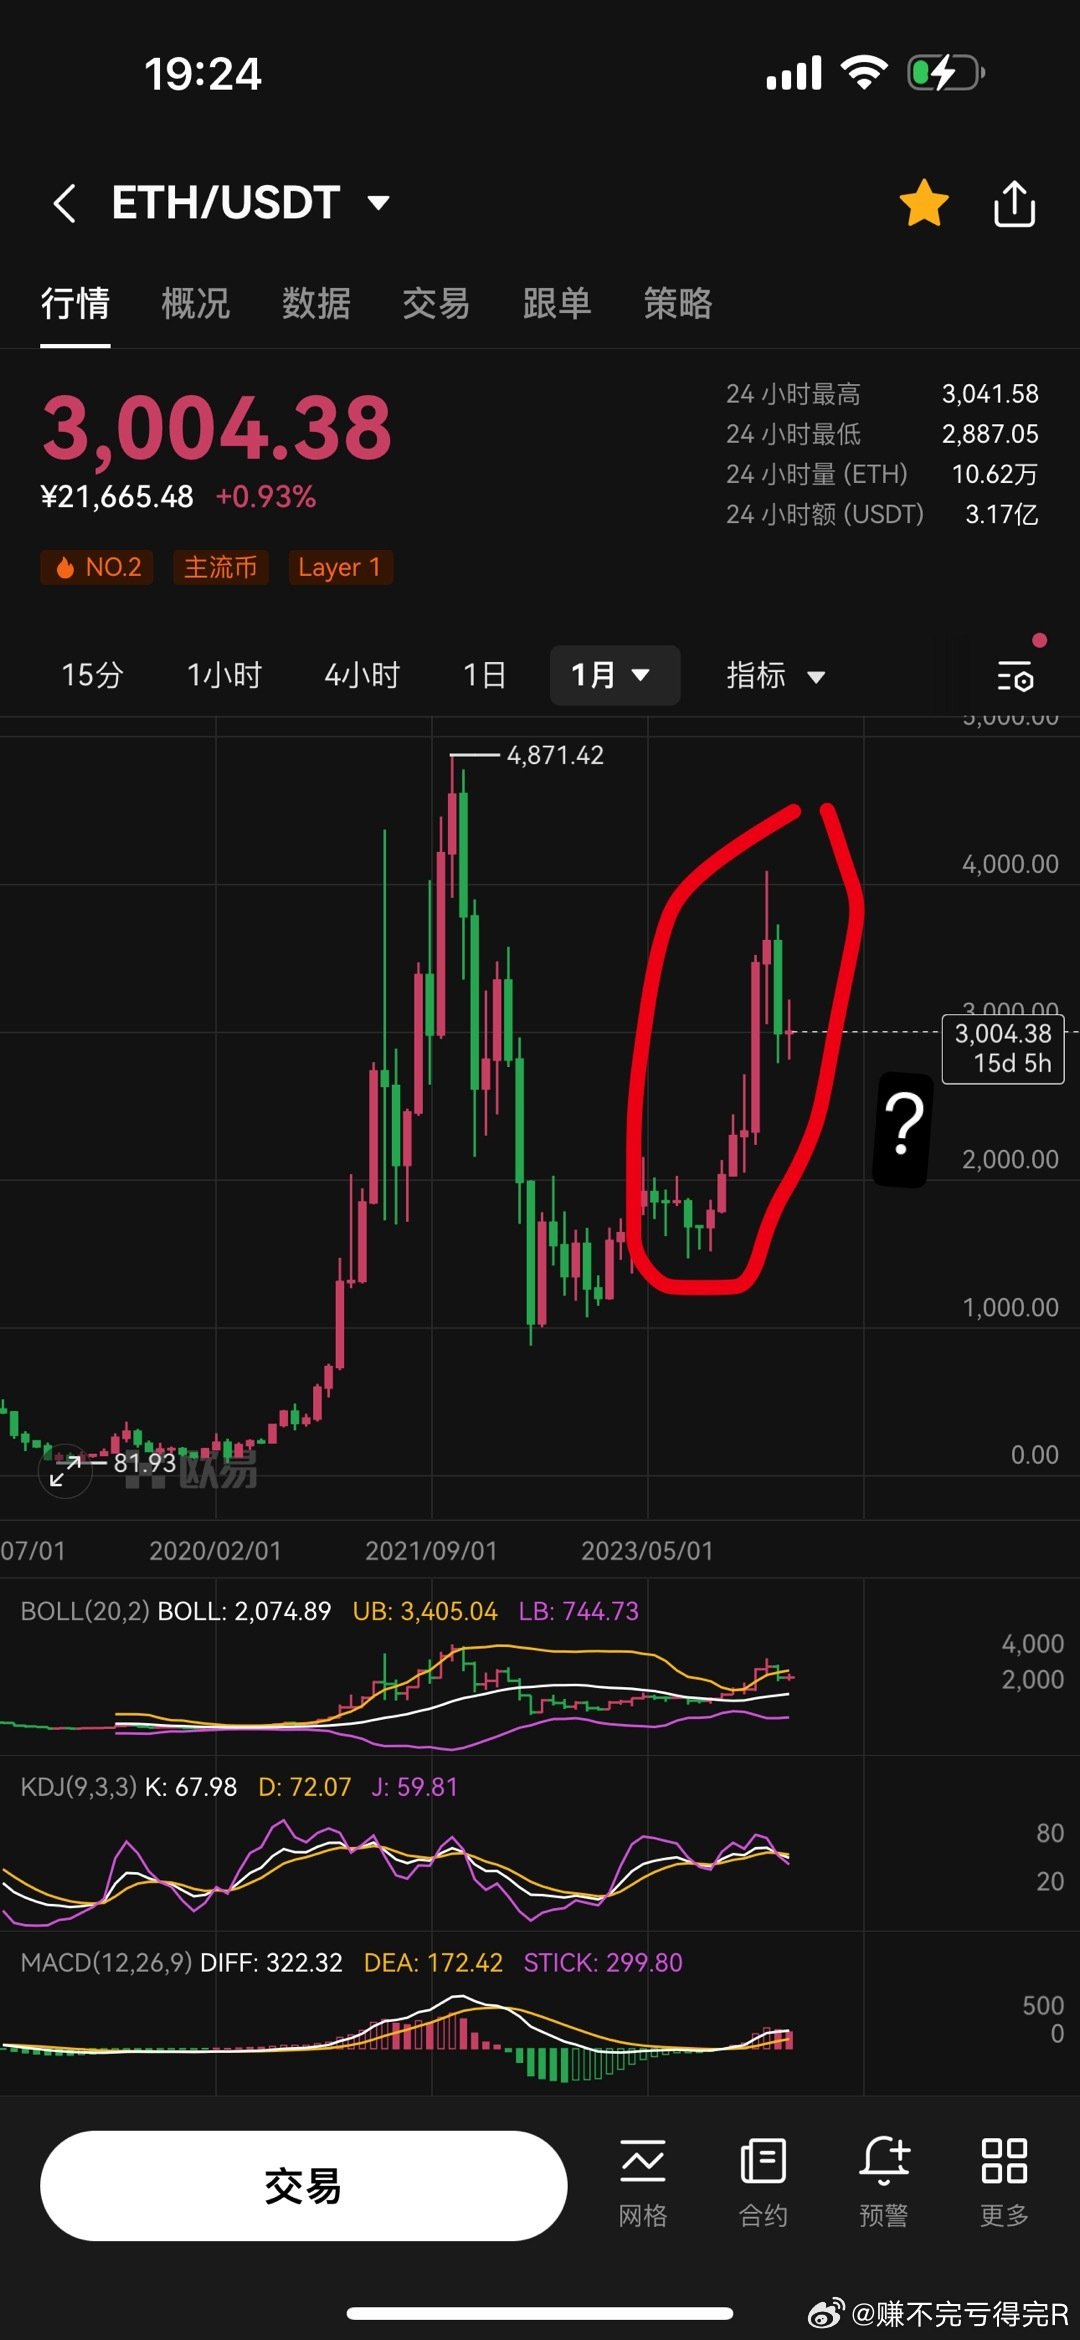 19:24
ETH/USDT
行情 概况 数据 交易 跟单 策略
3,004.38
¥21,665.48 +0.93%
24 小时最高 3,041.58
24 小时最低 2,887.05
24 小时量 (ETH) 10.62万
24 小时额 (USDT) 3.17亿
NO.2 主流币 Layer 1
15分 1小时 4小时 1日 1月 指标
5,000.00
4,871.42
4,000.00
3,000.00
3,004.38
15d 5h
?
2,000.00
1,000.00
0.00
81.93
欧易
07/01 2020/02/01 2021/09/01 2023/05/01
BOLL(20,2) BOLL: 2,074.89 UB: 3,405.04 LB: 744.73
4,000
2,000
KDJ(9,3,3) K: 67.98 D: 72.07 J: 59.81
80
20
MACD(12,26,9) DIFF: 322.32 DEA: 172.42 STICK: 299.80
500
0
交易
网格 合约 预警 更多
@赚不完亏得完R